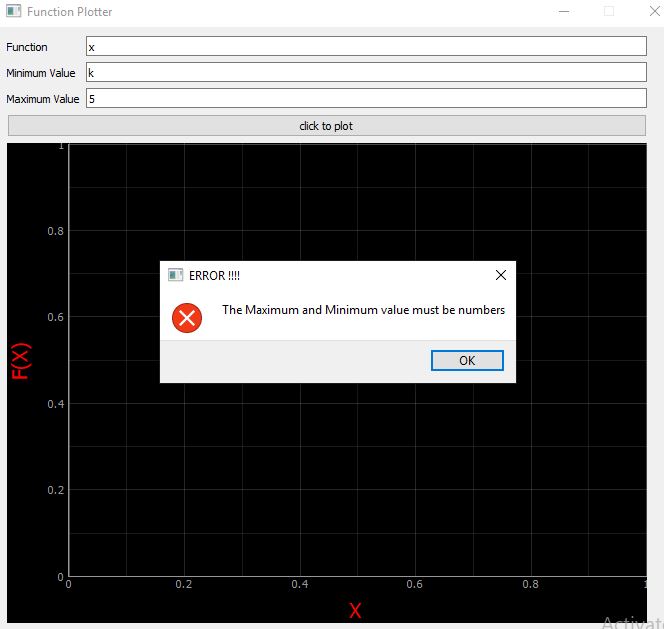 Function Plotter
Function x
Minimum Value k
Maximum Value 5
click to plot
1
0.8
ERROR !!!!
The Maximum and Minimum value must be numbers
0.6
F(X)
OK
0.4
0.2
0
0 0.2 0.4 0.6 0.8 1
X
Activate